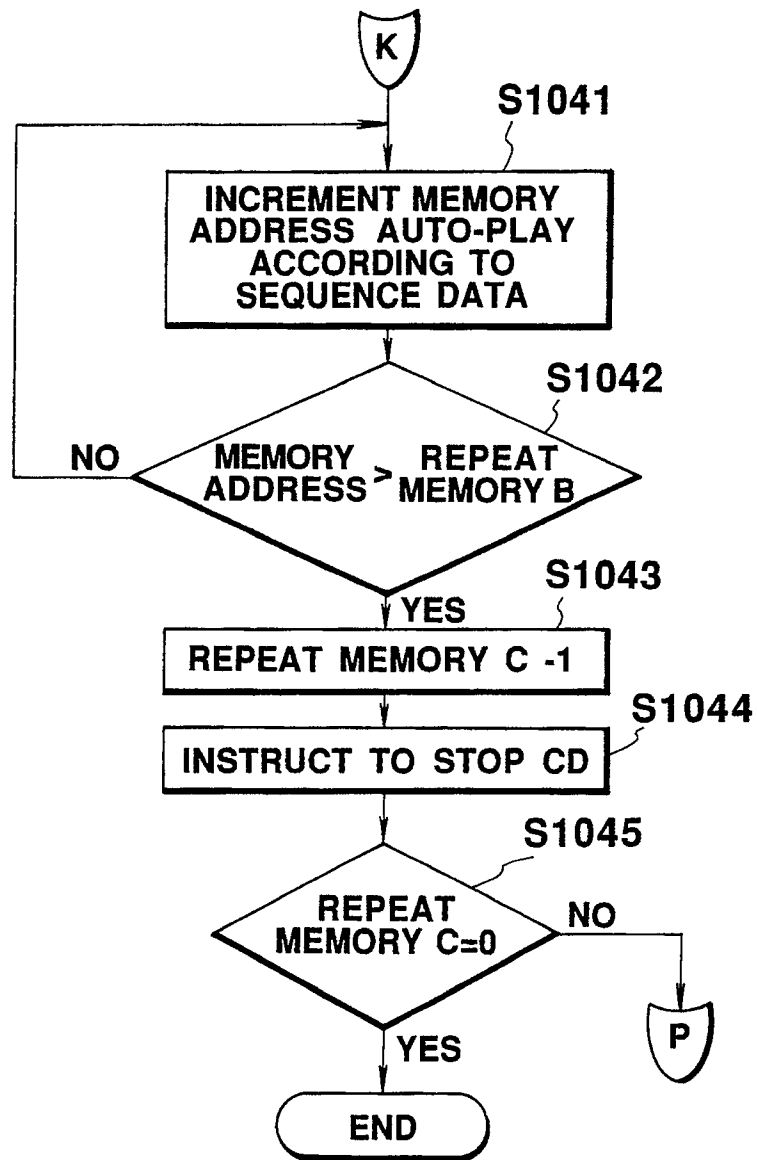 K
S1041
INCREMENT MEMORY
ADDRESS AUTO-PLAY
ACCORDING TO
SEQUENCE DATA
S1042
NO
MEMORY
ADDRESS
>
REPEAT
MEMORY B
YES
S1043
REPEAT MEMORY C -1
S1044
INSTRUCT TO STOP CD
S1045
REPEAT
MEMORY C=0
NO
P
YES
END